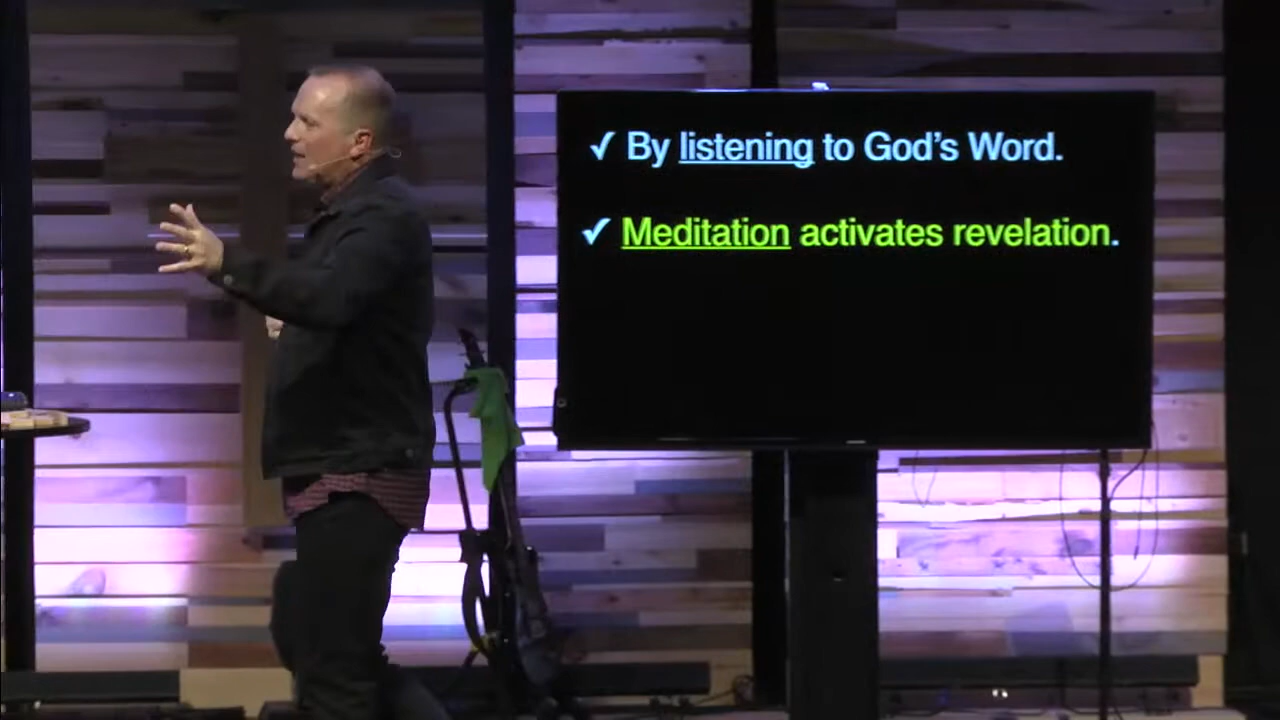 ✓ By listening to God's Word.
✓ Meditation activates revelation.